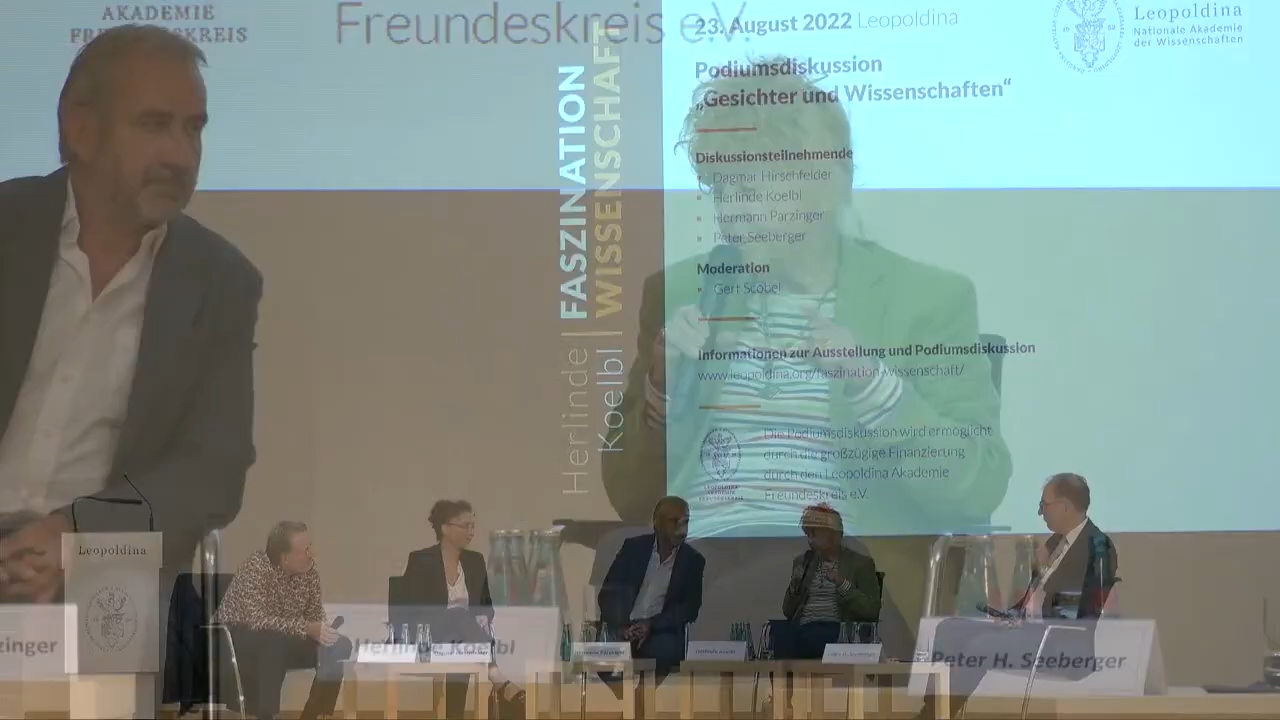 AKADEMIE
FREUNDESKREIS
Freundeskreis e.V.
Herlinde | FASZINATION
Koelbl | WISSENSCHAFT
23. August 2022 Leopoldina
Podiumsdiskussion
„Gesichter und Wissenschaften“
Diskussionsteilnehmende
Dagmar Hirschfelder
Herlinde Koelbl
Hermann Parzinger
Peter Seeberger
Moderation
Gert Scobel
Informationen zur Ausstellung und Podiumsdiskussion
www.leopoldina.org/faszination-wissenschaft/
Die Podiumsdiskussion wird ermöglicht
durch die großzügige Finanzierung
durch den Leopoldina Akademie
Freundeskreis e.V.
Leopoldina
Nationale Akademie
der Wissenschaften
Leopoldina
zinger
Herlinde Koelbl
Peter H. Seeberger